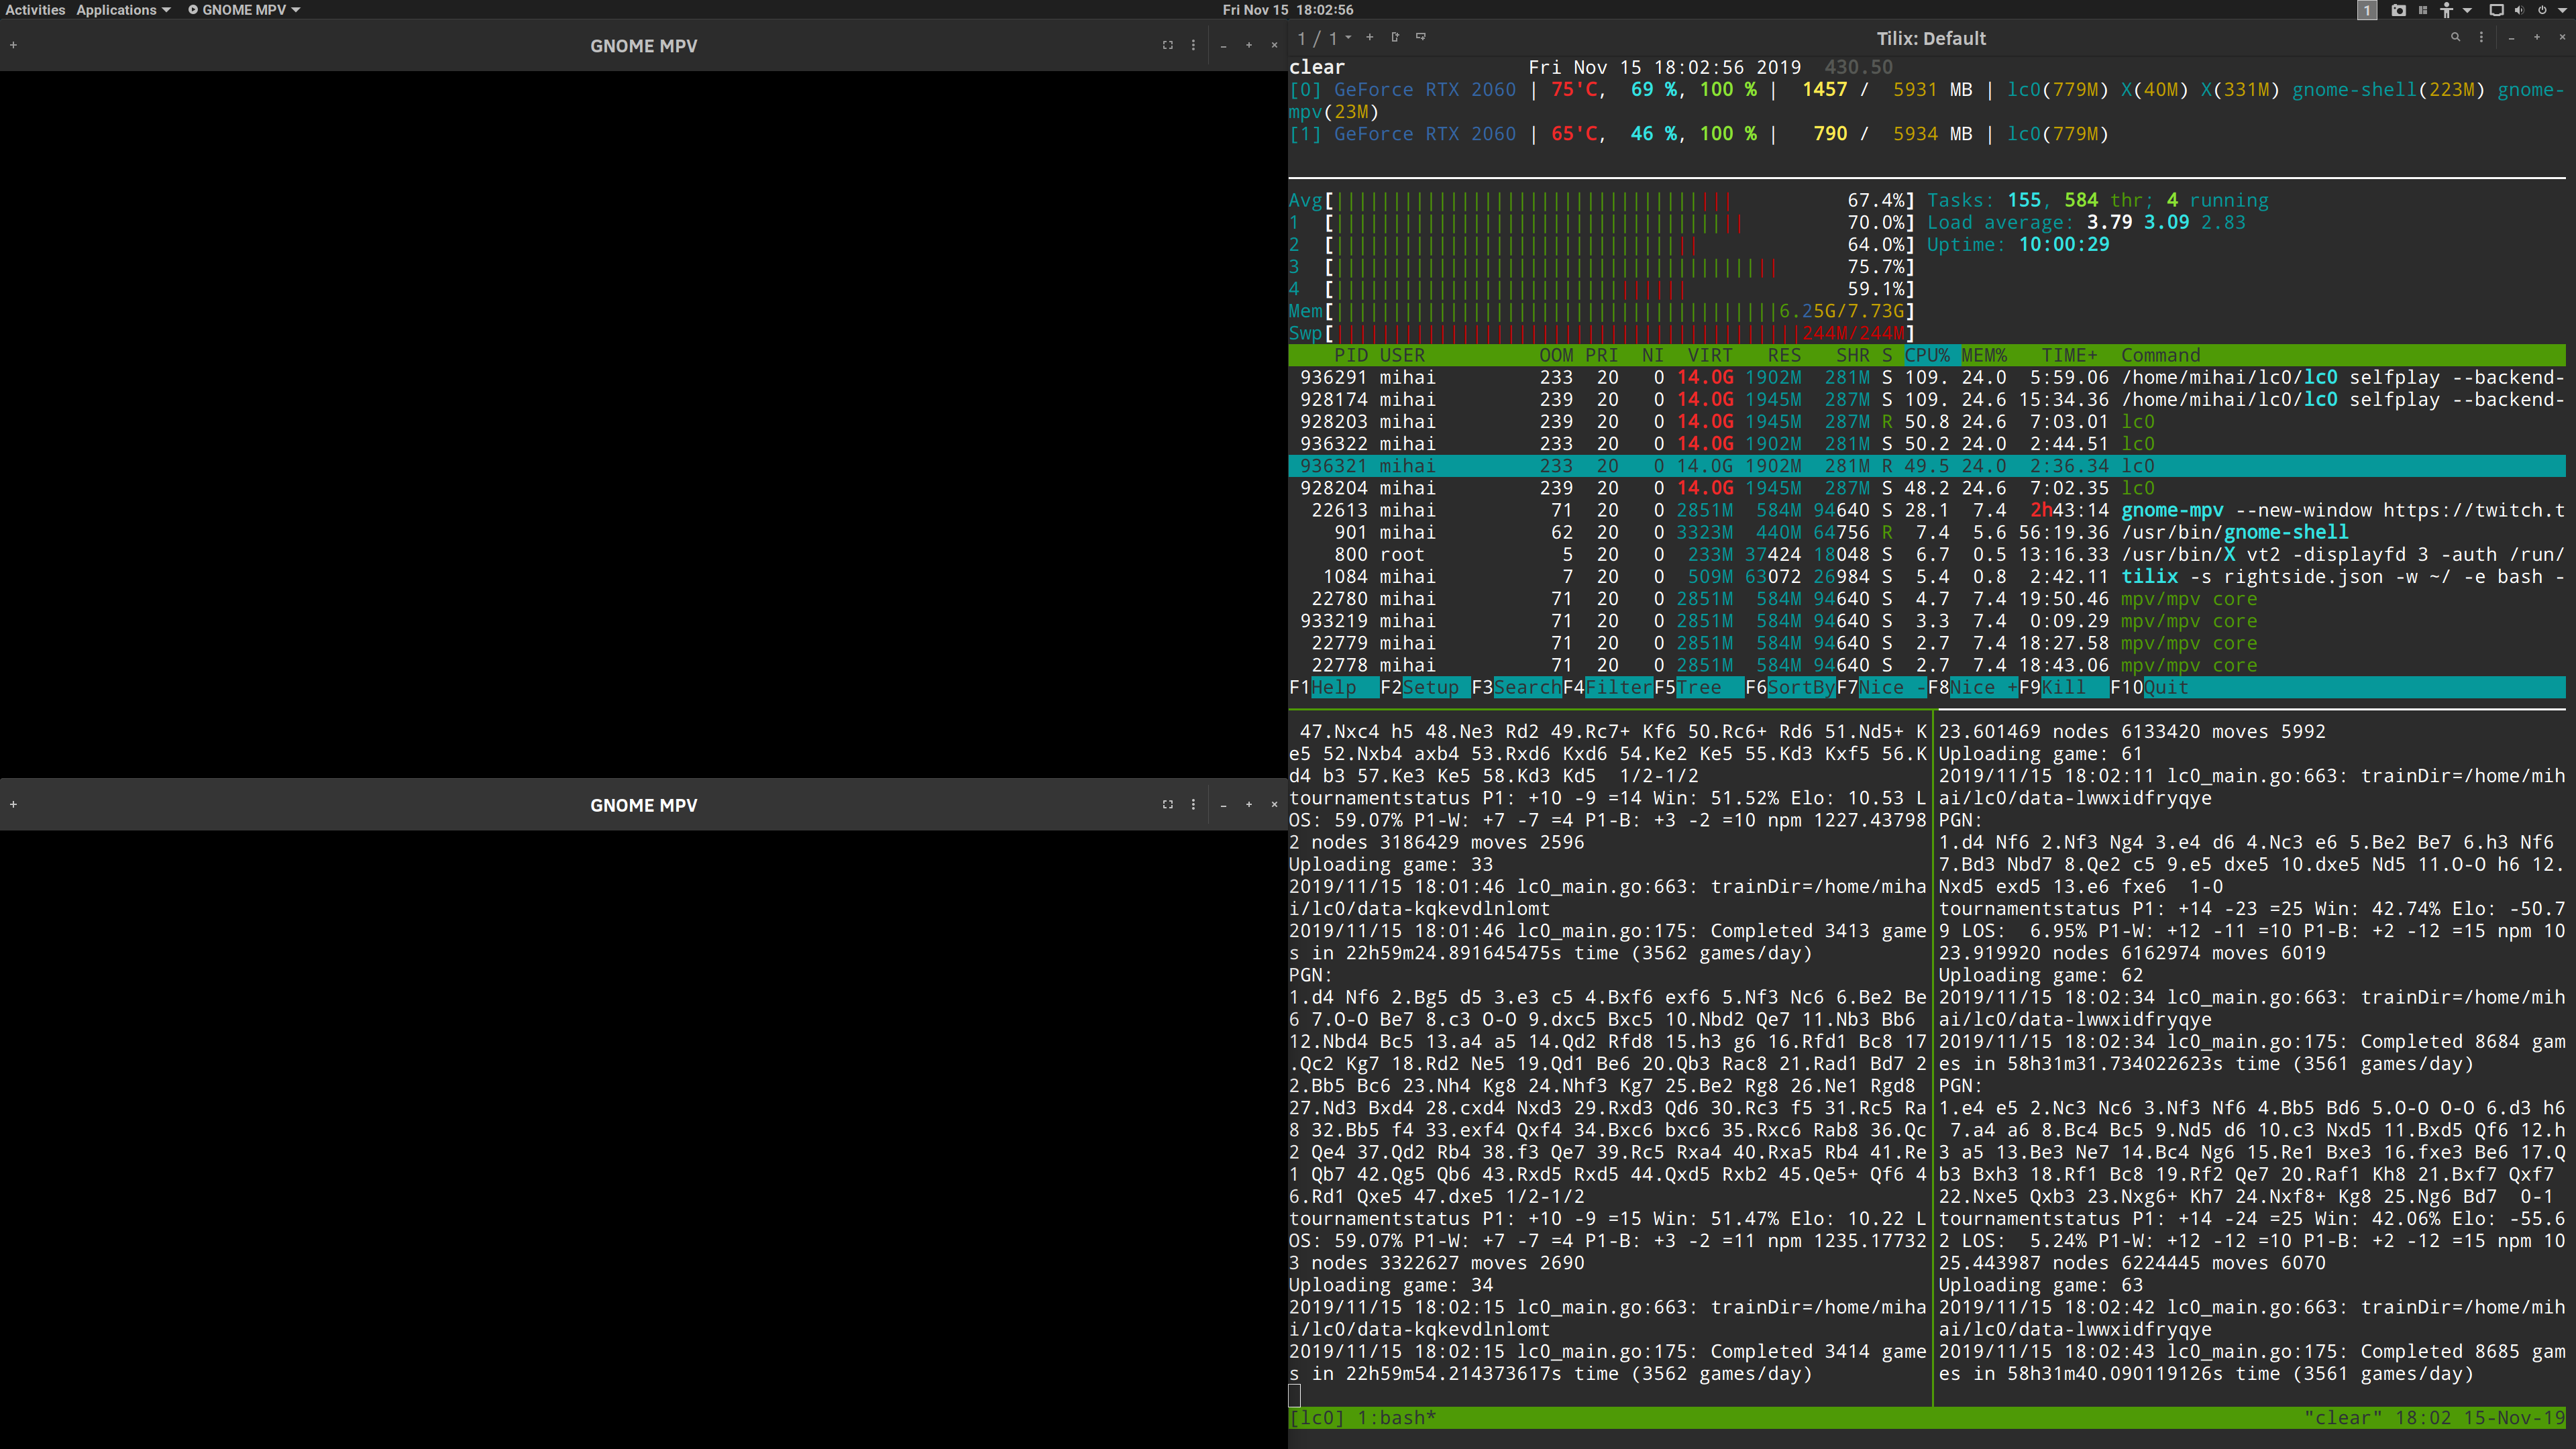 Activities Applications GNOME MPV Fri Nov 15 18:02:56 1
GNOME MPV
GNOME MPV
1 / 1 Tilix: Default
clear Fri Nov 15 18:02:56 2019 430.50
[0] GeForce RTX 2060 | 75'C, 69 %, 100 % | 1457 / 5931 MB | lc0(779M) X(40M) X(331M) gnome-shell(223M) gnome-
mpv(23M)
[1] GeForce RTX 2060 | 65'C, 46 %, 100 % | 790 / 5934 MB | lc0(779M)
Avg[ 67.4%] Tasks: 155, 584 thr; 4 running
1 [ 70.0%] Load average: 3.79 3.09 2.83
2 [ 64.0%] Uptime: 10:00:29
3 [ 75.7%]
4 [ 59.1%]
Mem[ 6.25G/7.73G]
Swp[ 244M/244M]
PID USER OOM PRI NI VIRT RES SHR S CPU% MEM% TIME+ Command
936291 mihai 233 20 0 14.0G 1902M 281M S 109. 24.0 5:59.06 /home/mihai/lc0/lc0 selfplay --backend-
928174 mihai 239 20 0 14.0G 1945M 287M S 109. 24.6 15:34.36 /home/mihai/lc0/lc0 selfplay --backend-
928203 mihai 239 20 0 14.0G 1945M 287M R 50.8 24.6 7:03.01 lc0
936322 mihai 233 20 0 14.0G 1902M 281M S 50.2 24.0 2:44.51 lc0
936321 mihai 233 20 0 14.0G 1902M 281M R 49.5 24.0 2:36.34 lc0
928204 mihai 239 20 0 14.0G 1945M 287M S 48.2 24.6 7:02.35 lc0
22613 mihai 71 20 0 2851M 584M 94640 S 28.1 7.4 2h43:14 gnome-mpv --new-window https://twitch.t
901 mihai 62 20 0 3323M 440M 64756 R 7.4 5.6 56:19.36 /usr/bin/gnome-shell
800 root 5 20 0 233M 37424 18048 S 6.7 0.5 13:16.33 /usr/bin/X vt2 -displayfd 3 -auth /run/
1084 mihai 7 20 0 509M 63072 26984 S 5.4 0.8 2:42.11 tilix -s rightside.json -w ~/ -e bash -
22780 mihai 71 20 0 2851M 584M 94640 S 4.7 7.4 19:50.46 mpv/mpv core
933219 mihai 71 20 0 2851M 584M 94640 S 3.3 7.4 0:09.29 mpv/mpv core
22779 mihai 71 20 0 2851M 584M 94640 S 2.7 7.4 18:27.58 mpv/mpv core
22778 mihai 71 20 0 2851M 584M 94640 S 2.7 7.4 18:43.06 mpv/mpv core
F1Help F2Setup F3SearchF4FilterF5Tree F6SortByF7Nice -F8Nice +F9Kill F10Quit
47.Nxc4 h5 48.Ne3 Rd2 49.Rc7+ Kf6 50.Rc6+ Rd6 51.Nd5+ K
e5 52.Nxb4 axb4 53.Rxd6 Kxd6 54.Ke2 Ke5 55.Kd3 Kxf5 56.K
d4 b3 57.Ke3 Ke5 58.Kd3 Kd5 1/2-1/2
tournamentstatus P1: +10 -9 =14 Win: 51.52% Elo: 10.53 L
OS: 59.07% P1-W: +7 -7 =4 P1-B: +3 -2 =10 npm 1227.43798
2 nodes 3186429 moves 2596
Uploading game: 33
2019/11/15 18:01:46 lc0_main.go:663: trainDir=/home/miha
i/lc0/data-kqkevdlnlomt
2019/11/15 18:01:46 lc0_main.go:175: Completed 3413 game
s in 22h59m24.891645475s time (3562 games/day)
PGN:
1.d4 Nf6 2.Bg5 d5 3.e3 c5 4.Bxf6 exf6 5.Nf3 Nc6 6.Be2 Be
6 7.O-O Be7 8.c3 O-O 9.dxc5 Bxc5 10.Nbd2 Qe7 11.Nb3 Bb6
12.Nbd4 Bc5 13.a4 a5 14.Qd2 Rfd8 15.h3 g6 16.Rfd1 Bc8 17
.Qc2 Kg7 18.Rd2 Ne5 19.Qd1 Be6 20.Qb3 Rac8 21.Rad1 Bd7 2
2.Bb5 Bc6 23.Nh4 Kg8 24.Nhf3 Kg7 25.Be2 Rg8 26.Ne1 Rgd8
27.Nd3 Bxd4 28.cxd4 Nxd3 29.Rxd3 Qd6 30.Rc3 f5 31.Rc5 Ra
8 32.Bb5 f4 33.exf4 Qxf4 34.Bxc6 bxc6 35.Rxc6 Rab8 36.Qc
2 Qe4 37.Qd2 Rb4 38.f3 Qe7 39.Rc5 Rxa4 40.Rxa5 Rb4 41.Re
1 Qb7 42.Qg5 Qb6 43.Rxd5 Rxd5 44.Qxd5 Rxb2 45.Qe5+ Qf6 4
6.Rd1 Qxe5 47.dxe5 1/2-1/2
tournamentstatus P1: +10 -9 =15 Win: 51.47% Elo: 10.22 L
OS: 59.07% P1-W: +7 -7 =4 P1-B: +3 -2 =11 npm 1235.17732
3 nodes 3322627 moves 2690
Uploading game: 34
2019/11/15 18:02:15 lc0_main.go:663: trainDir=/home/miha
i/lc0/data-kqkevdlnlomt
2019/11/15 18:02:15 lc0_main.go:175: Completed 3414 game
s in 22h59m54.214373617s time (3562 games/day)
23.601469 nodes 6133420 moves 5992
Uploading game: 61
2019/11/15 18:02:11 lc0_main.go:663: trainDir=/home/mih
ai/lc0/data-lwwxidfryqye
PGN:
1.d4 Nf6 2.Nf3 Ng4 3.e4 d6 4.Nc3 e6 5.Be2 Be7 6.h3 Nf6
7.Bd3 Nbd7 8.Qe2 c5 9.e5 dxe5 10.dxe5 Nd5 11.O-O h6 12.
Nxd5 exd5 13.e6 fxe6 1-0
tournamentstatus P1: +14 -23 =25 Win: 42.74% Elo: -50.7
9 LOS: 6.95% P1-W: +12 -11 =10 P1-B: +2 -12 =15 npm 10
23.919920 nodes 6162974 moves 6019
Uploading game: 62
2019/11/15 18:02:34 lc0_main.go:663: trainDir=/home/mih
ai/lc0/data-lwwxidfryqye
2019/11/15 18:02:34 lc0_main.go:175: Completed 8684 gam
es in 58h31m31.734022623s time (3561 games/day)
PGN:
1.e4 e5 2.Nc3 Nc6 3.Nf3 Nf6 4.Bb5 Bd6 5.O-O O-O 6.d3 h6
7.a4 a6 8.Bc4 Bc5 9.Nd5 d6 10.c3 Nxd5 11.Bxd5 Qf6 12.h
3 a5 13.Be3 Ne7 14.Bc4 Ng6 15.Re1 Bxe3 16.fxe3 Be6 17.Q
b3 Bxh3 18.Rf1 Bc8 19.Rf2 Qe7 20.Raf1 Kh8 21.Bxf7 Qxf7
22.Nxe5 Qxb3 23.Nxg6+ Kh7 24.Nxf8+ Kg8 25.Ng6 Bd7 0-1
tournamentstatus P1: +14 -24 =25 Win: 42.06% Elo: -55.6
2 LOS: 5.24% P1-W: +12 -12 =10 P1-B: +2 -12 =15 npm 10
25.443987 nodes 6224445 moves 6070
Uploading game: 63
2019/11/15 18:02:42 lc0_main.go:663: trainDir=/home/mih
ai/lc0/data-lwwxidfryqye
2019/11/15 18:02:43 lc0_main.go:175: Completed 8685 gam
es in 58h31m40.090119126s time (3561 games/day)
[lc0] 1:bash* "clear" 18:02 15-Nov-19